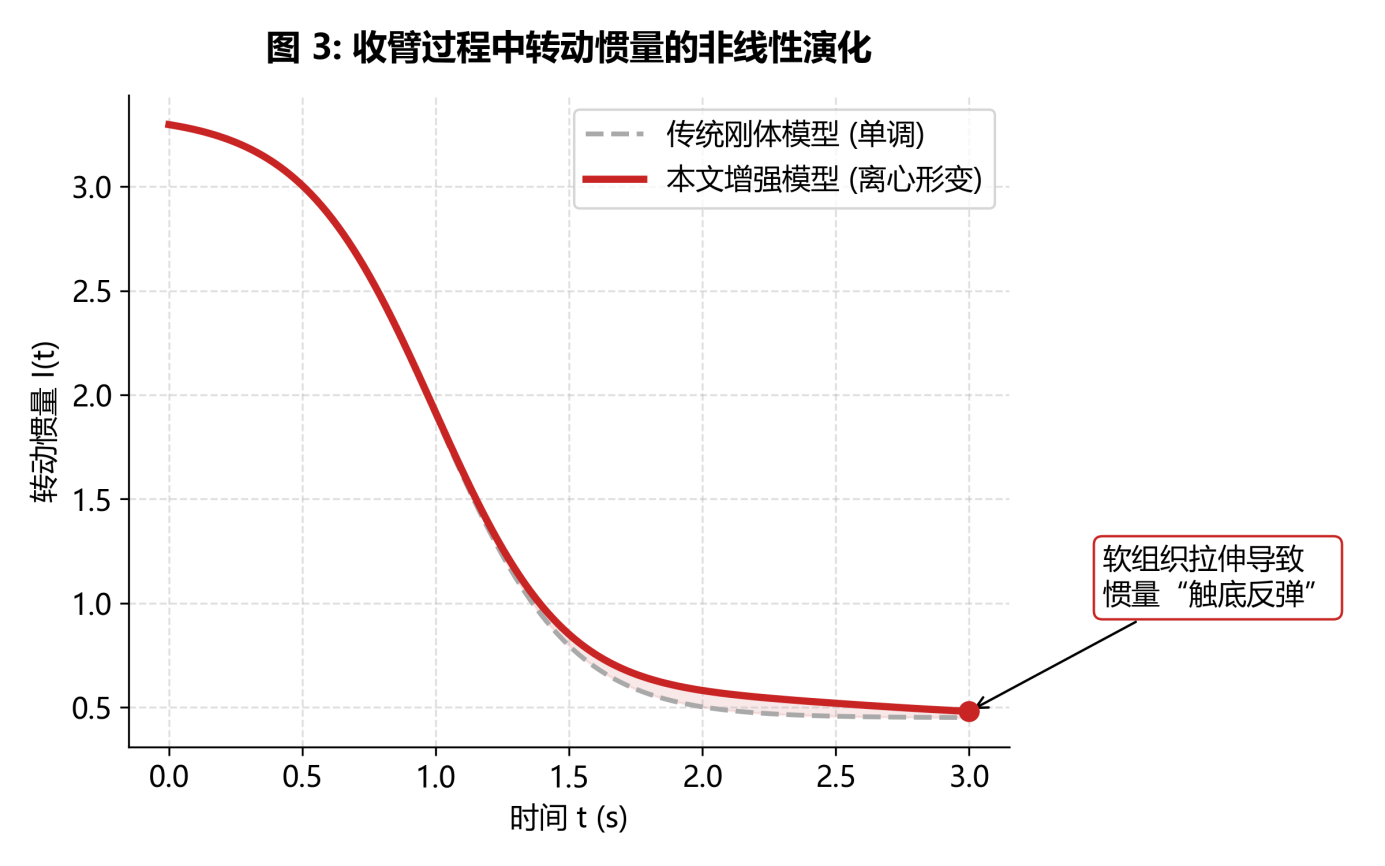 图 3: 收臂过程中转动惯量的非线性演化
传统刚体模型 (单调)
本文增强模型 (离心形变)
转动惯量 I(t)
3.0
2.5
2.0
1.5
1.0
0.5
软组织拉伸导致
惯量“触底反弹”
0.0 0.5 1.0 1.5 2.0 2.5 3.0
时间 t (s)